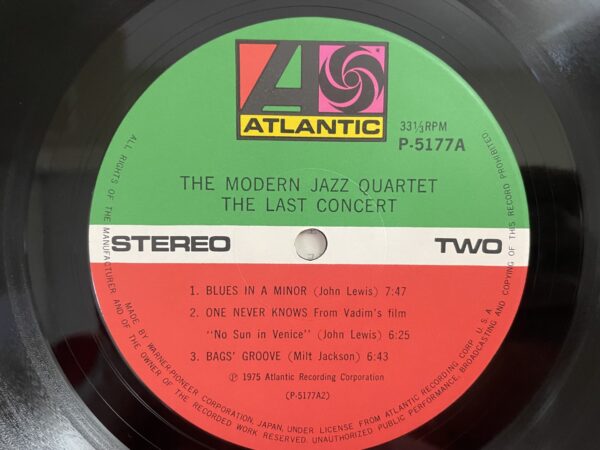 ATLANTIC
33⅓RPM
P-5177A
THE MODERN JAZZ QUARTET
THE LAST CONCERT
STEREO
TWO
1. BLUES IN A MINOR (John Lewis) 7:47
2. ONE NEVER KNOWS From Vadim's film
"No Sun in Venice" (John Lewis) 6:25
3. BAGS' GROOVE (Milt Jackson) 6:43
℗ 1975 Atlantic Recording Corporation
(P-5177A2)
ALL RIGHTS OF THE MANUFACTURER AND OF THE OWNER OF THE RECORDED WORK RESERVED. UNAUTHORIZED PUBLIC PERFORMANCE, BROADCASTING AND COPYING OF THIS RECORD PROHIBITED
MADE BY WARNER-PIONEER CORPORATION, JAPAN, UNDER LICENSE FROM ATLANTIC RECORDING CORP. U.S.A.